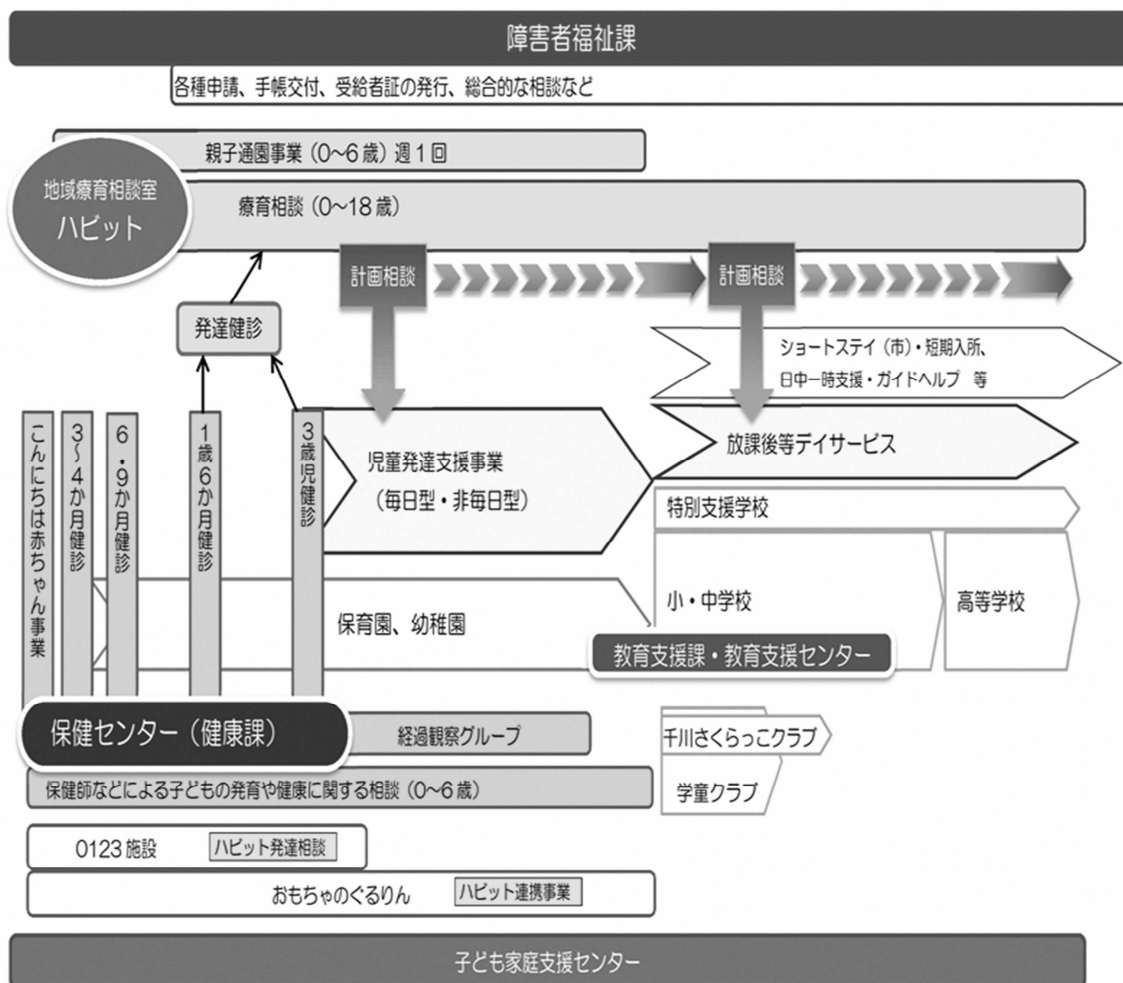 障害者福祉課
各種申請、手帳交付、受給者証の発行、総合的な相談など
親子通園事業（0～6歳）週1回
地域療育相談室
ハビット
療育相談（0～18歳）
計画相談
計画相談
発達健診
ショートステイ（市）・短期入所、
日中一時支援・ガイドヘルプ 等
こんにちは赤ちゃん事業
3～4か月健診
6・9か月健診
1歳6か月健診
3歳児健診
児童発達支援事業
（毎日型・非毎日型）
放課後等デイサービス
特別支援学校
保育園、幼稚園
小・中学校
高等学校
教育支援課・教育支援センター
保健センター（健康課）
経過観察グループ
千川さくらっこクラブ
保健師などによる子どもの発育や健康に関する相談（0～6歳）
学童クラブ
0123施設
ハビット発達相談
おもちゃのぐるりん
ハビット連携事業
子ども家庭支援センター